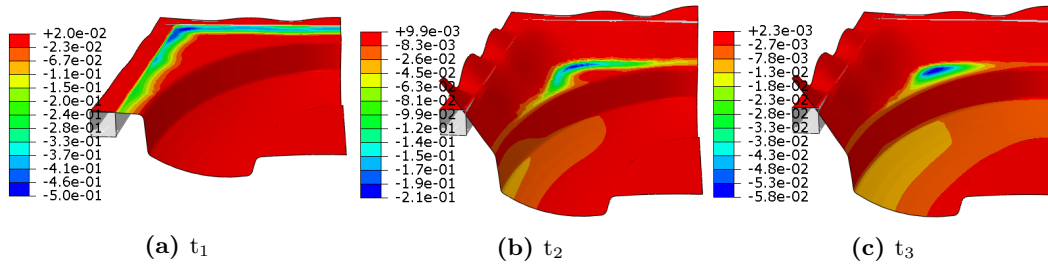 +2.0e-02
-2.3e-02
-6.7e-02
-1.1e-01
-1.5e-01
-2.0e-01
-2.4e-01
-2.8e-01
-3.3e-01
-3.7e-01
-4.1e-01
-4.6e-01
-5.0e-01
+9.9e-03
-8.3e-03
-2.6e-02
-4.5e-02
-6.3e-02
-8.1e-02
-9.9e-02
-1.2e-01
-1.4e-01
-1.5e-01
-1.7e-01
-1.9e-01
-2.1e-01
+2.3e-03
-2.7e-03
-7.8e-03
-1.3e-02
-1.8e-02
-2.3e-02
-2.8e-02
-3.3e-02
-3.8e-02
-4.3e-02
-4.8e-02
-5.3e-02
-5.8e-02
(a) t₁
(b) t₂
(c) t₃